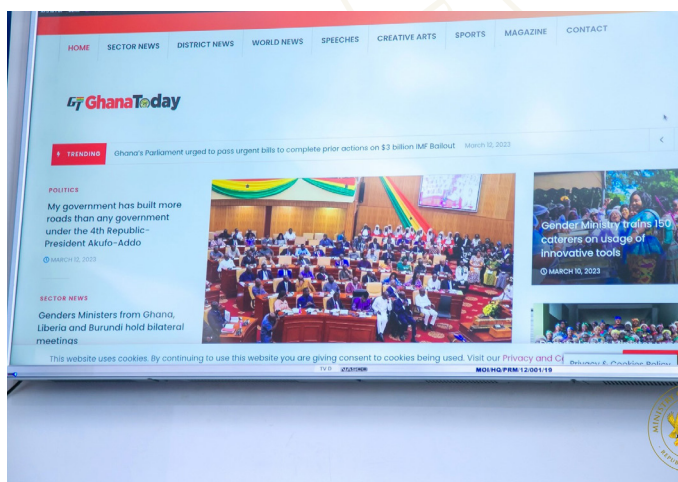 HOME SECTOR NEWS DISTRICT NEWS WORLD NEWS SPEECHES CREATIVE ARTS SPORTS MAGAZINE CONTACT
GT GhanaToday
TRENDING Ghana's Parliament urged to pass urgent bills to complete prior actions on $3 billion IMF Bailout March 12, 2023
POLITICS
My government has built more
roads than any government
under the 4th Republic-
President Akufo-Addo
MARCH 12, 2023
SECTOR NEWS
Genders Ministers from Ghana,
Liberia and Burundi hold bilateral
meetings
Gender Ministry trains 150
caterers on usage of
innovative tools
MARCH 10, 2023
This website uses cookies. By continuing to use this website you are giving consent to cookies being used. Visit our Privacy and
Privacy & Cookies Policy
NASCO
MOI/HQ/PRM/12/001/19